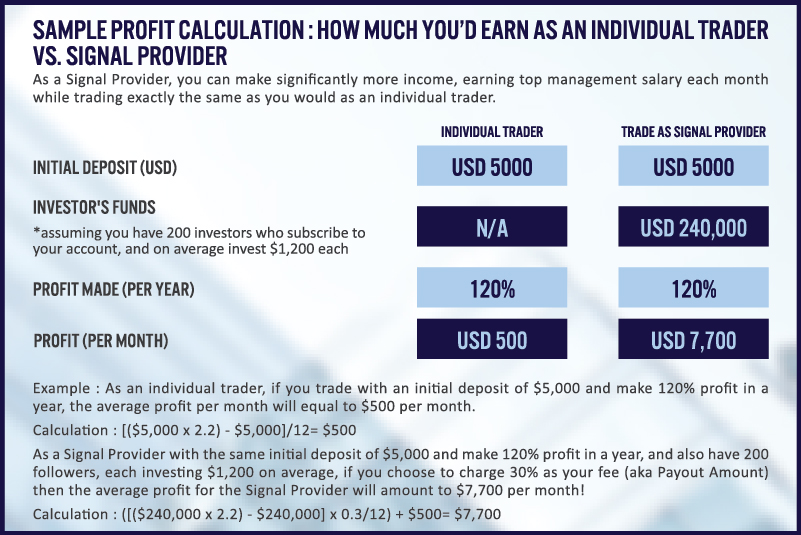 SAMPLE PROFIT CALCULATION : HOW MUCH YOU'D EARN AS AN INDIVIDUAL TRADER
VS. SIGNAL PROVIDER
As a Signal Provider, you can make significantly more income, earning top management salary each month
while trading exactly the same as you would as an individual trader.
INDIVIDUAL TRADER TRADE AS SIGNAL PROVIDER
INITIAL DEPOSIT (USD) USD 5000 USD 5000
INVESTOR'S FUNDS
*assuming you have 200 investors who subscribe to
your account, and on average invest $1,200 each
N/A USD 240,000
PROFIT MADE (PER YEAR) 120% 120%
PROFIT (PER MONTH) USD 500 USD 7,700
Example : As an individual trader, if you trade with an initial deposit of $5,000 and make 120% profit in a
year, the average profit per month will equal to $500 per month.
Calculation : [($5,000 x 2.2) - $5,000]/12= $500
As a Signal Provider with the same initial deposit of $5,000 and make 120% profit in a year, and also have 200
followers, each investing $1,200 on average, if you choose to charge 30% as your fee (aka Payout Amount)
then the average profit for the Signal Provider will amount to $7,700 per month!
Calculation : ([($240,000 x 2.2) - $240,000] x 0.3/12) + $500= $7,700